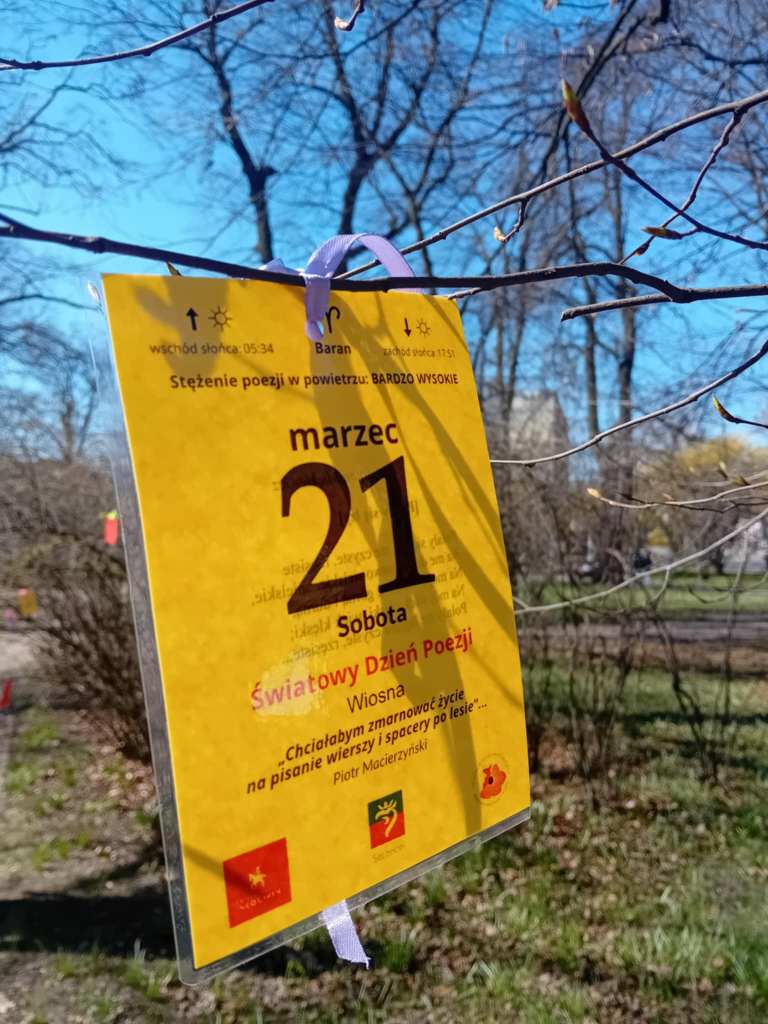 wschód słońca: 05:34
Baran
zachód słońca 17:51
Stężenie poezji w powietrzu: BARDZO WYSOKIE
marzec
21
Sobota
Światowy Dzień Poezji
Wiosna
„Chciałabym zmarnować życie
na pisanie wierszy i spacery po lesie"...
Piotr Macierzyński
Szczecin